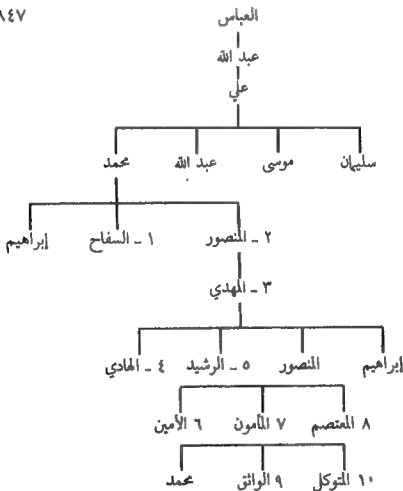 العباس
٨٤٧
عبد الله
علي
سليمان موسى عبد الله محمد
٢ ـ المنصور ١ ـ السفاح إبراهيم
٣ ـ المهدي
إبراهيم المنصور ٥ ـ الرشيد ٤ ـ الهادي
٨ المعتصم ٧ المأمون ٦ الأمين
١٠ المتوكل ٩ الواثق محمد